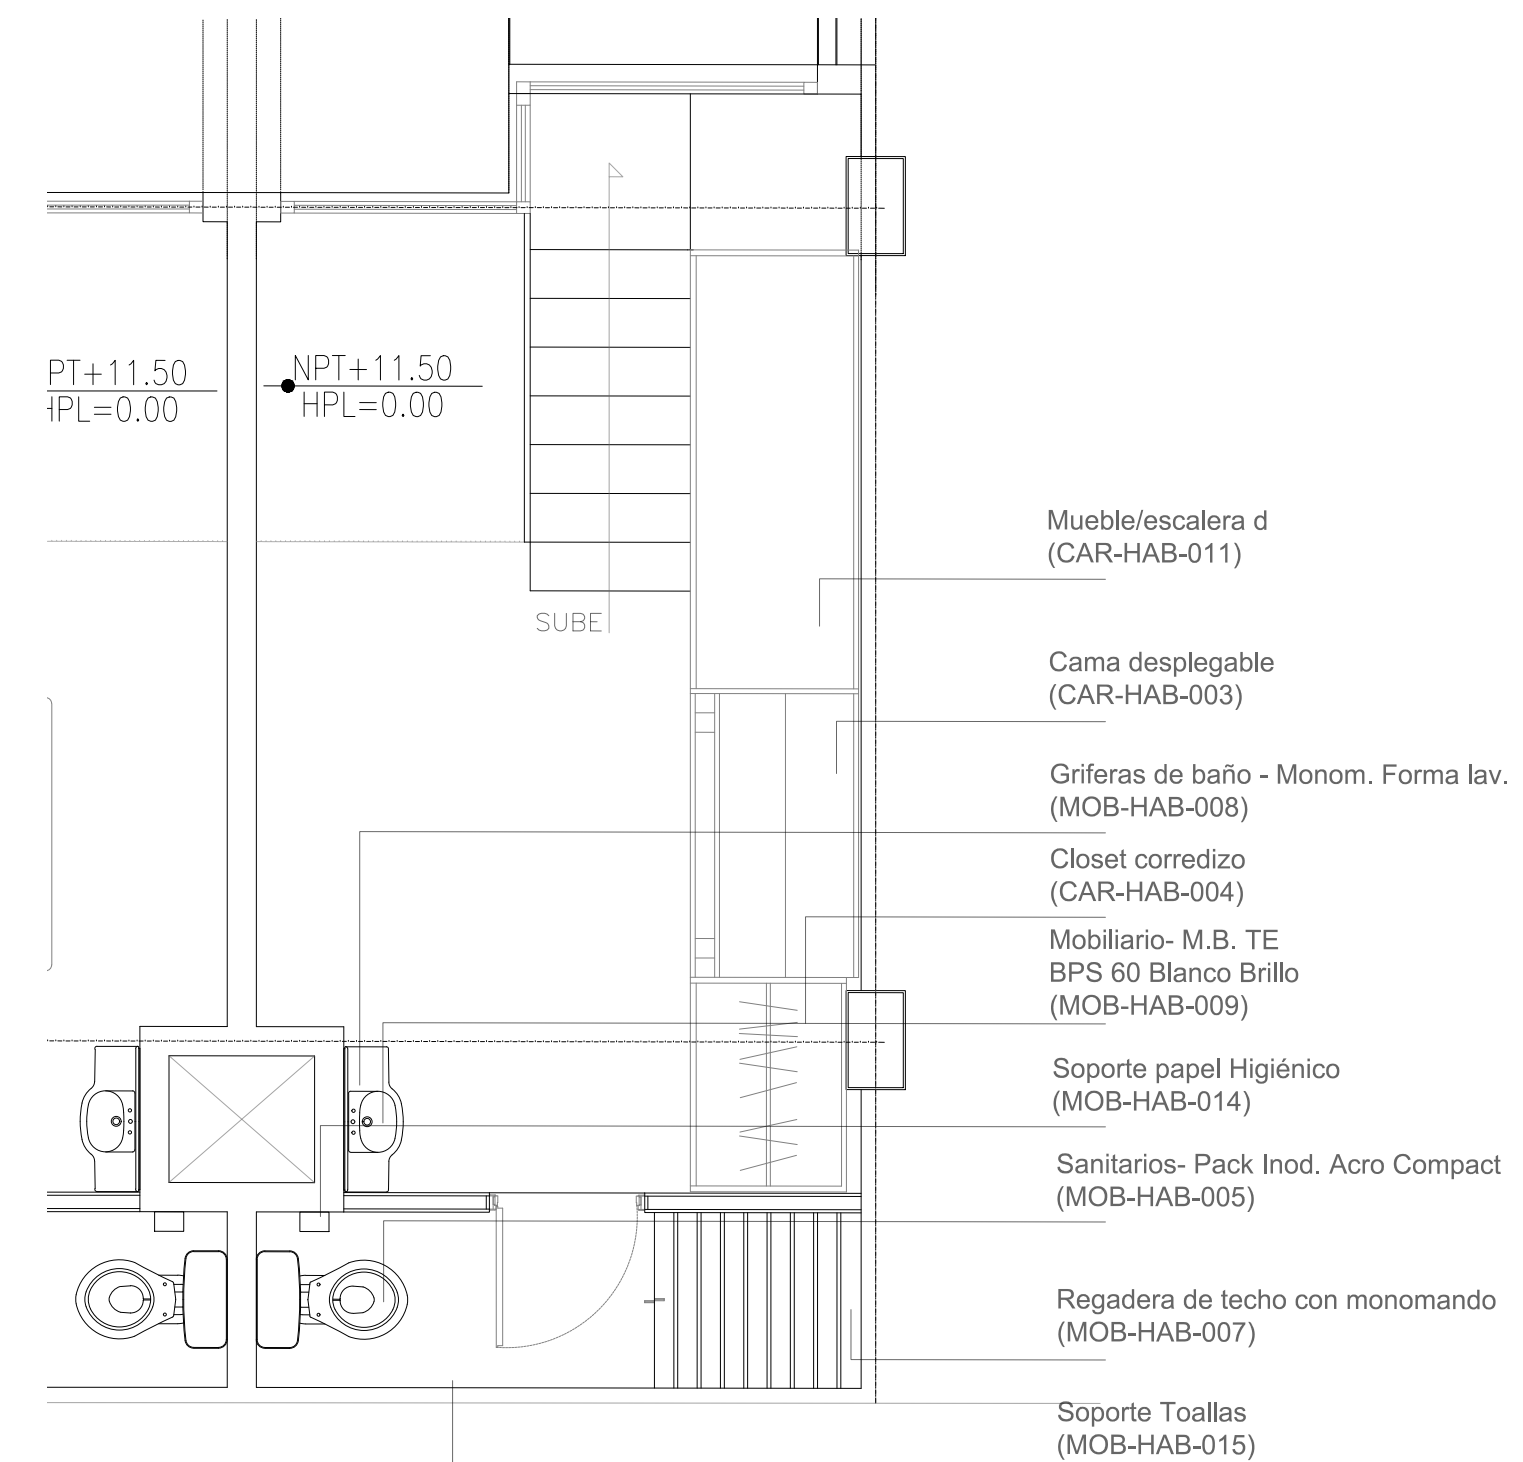 PT+11.50
HPL=0.00
NPT+11.50
HPL=0.00
SUBE
Mueble/escalera d
(CAR-HAB-011)
Cama desplegable
(CAR-HAB-003)
Griferas de baño - Monom. Forma lav.
(MOB-HAB-008)
Closet corredizo
(CAR-HAB-004)
Mobiliario- M.B. TE
BPS 60 Blanco Brillo
(MOB-HAB-009)
Soporte papel Higiénico
(MOB-HAB-014)
Sanitarios- Pack Inod. Acro Compact
(MOB-HAB-005)
Regadera de techo con monomando
(MOB-HAB-007)
Soporte Toallas
(MOB-HAB-015)